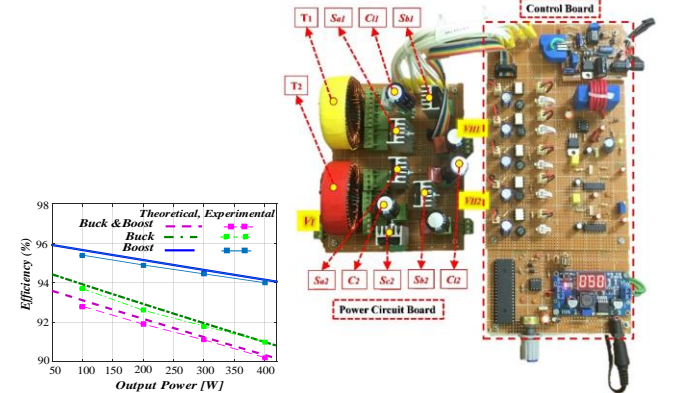 98
96
94
92
90
Efficiency (%)
Theoretical, Experimental
Buck &Boost
Buck
Boost
50 100 150 200 250 300 350 400
Output Power [W]
T1 Sa1 C1 Sb1
T2
V1
VH1
VH2
Sa2 C2 Sc2 Sb2
Power Circuit Board
Control Board
050